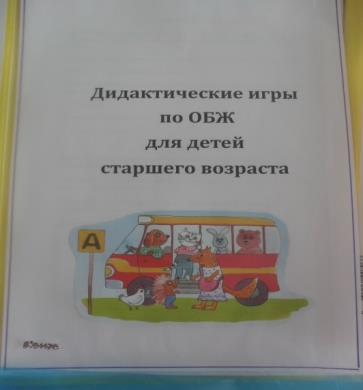 Дидактические игры
по ОБЖ
для детей
старшего возраста
А